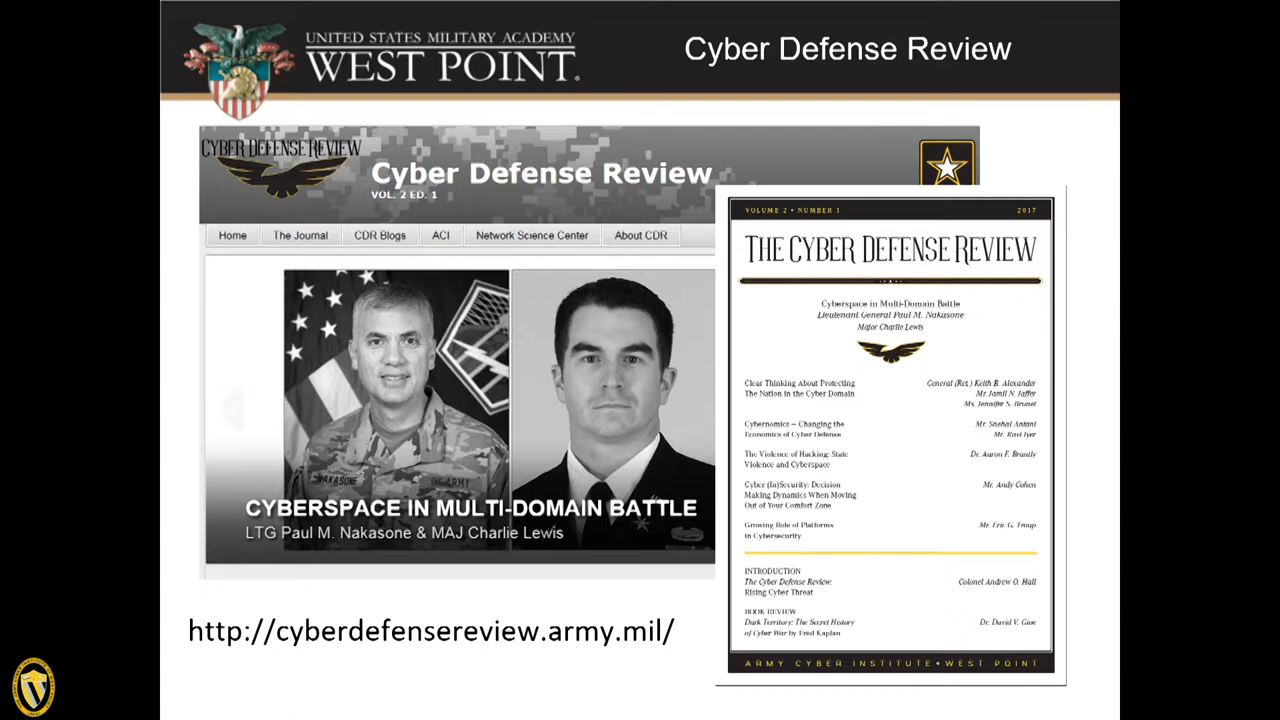 UNITED STATES MILITARY ACADEMY
WEST POINT.
Cyber Defense Review
CYBER DEFENSE REVIEW
Cyber Defense Review
VOL. 2 ED. 1
Home
The Journal
CDR Blogs
ACI
Network Science Center
About CDR
NAKASONE
U.S. ARMY
CYBERSPACE IN MULTI-DOMAIN BATTLE
LTG Paul M. Nakasone & MAJ Charlie Lewis
http://cyberdefensereview.army.mil/
VOLUME 2 • NUMBER 1
2017
THE CYBER DEFENSE REVIEW
Cyberspace in Multi-Domain Battle
Lieutenant General Paul M. Nakasone
Major Charlie Lewis
Clear Thinking About Protecting
The Nation in the Cyber Domain
General (Ret.) Keith B. Alexander
Mr. Jamil N. Jaffer
Ms. Jennifer S. Brunet
Cybernomics – Changing the
Economics of Cyber Defense
Mr. Snehal Antani
Mr. Ravi Iyer
The Violence of Hacking: State
Violence and Cyberspace
Dr. Aaron F. Brantly
Cyber (In)Security: Decision
Making Dynamics When Moving
Out of Your Comfort Zone
Mr. Andy Cohen
Growing Role of Platforms
in Cybersecurity
Mr. Eric G. Troup
INTRODUCTION
The Cyber Defense Review:
Rising Cyber Threat
Colonel Andrew O. Hall
BOOK REVIEW
Dark Territory: The Secret History
of Cyber War by Fred Kaplan
Dr. David V. Gioe
ARMY CYBER INSTITUTE • WEST POINT